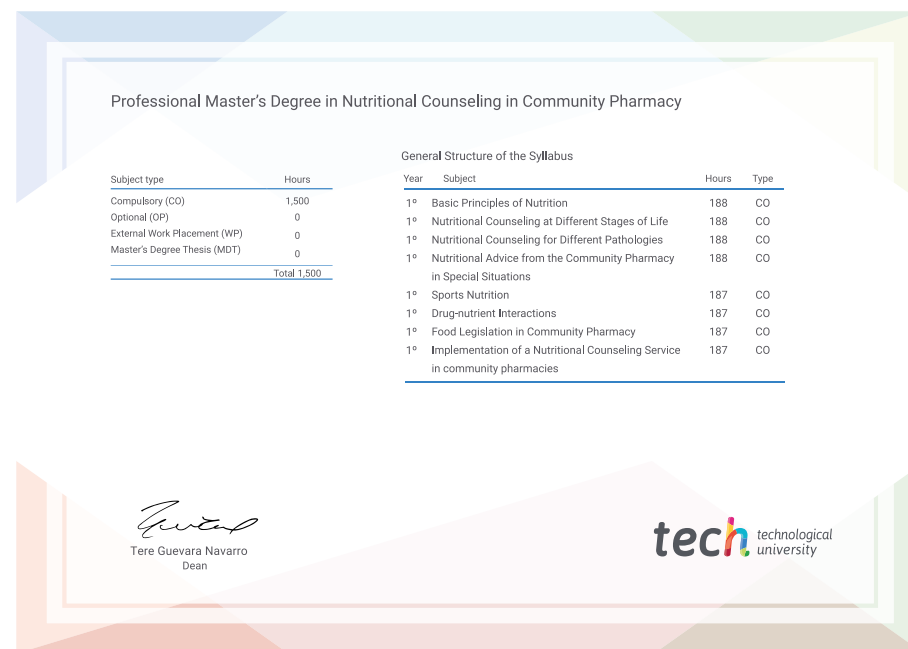 Professional Master's Degree in Nutritional Counseling in Community Pharmacy
Subject type Hours
Compulsory (CO) 1,500
Optional (OP) 0
External Work Placement (WP) 0
Master's Degree Thesis (MDT) 0
Total 1,500
General Structure of the Syllabus
Year Subject Hours Type
1º Basic Principles of Nutrition 188 CO
1º Nutritional Counseling at Different Stages of Life 188 CO
1º Nutritional Counseling for Different Pathologies 188 CO
1º Nutritional Advice from the Community Pharmacy 188 CO
in Special Situations
1º Sports Nutrition 187 CO
1º Drug-nutrient Interactions 187 CO
1º Food Legislation in Community Pharmacy 187 CO
1º Implementation of a Nutritional Counseling Service 187 CO
in community pharmacies
Tere Guevara Navarro
Dean
tech technological
university